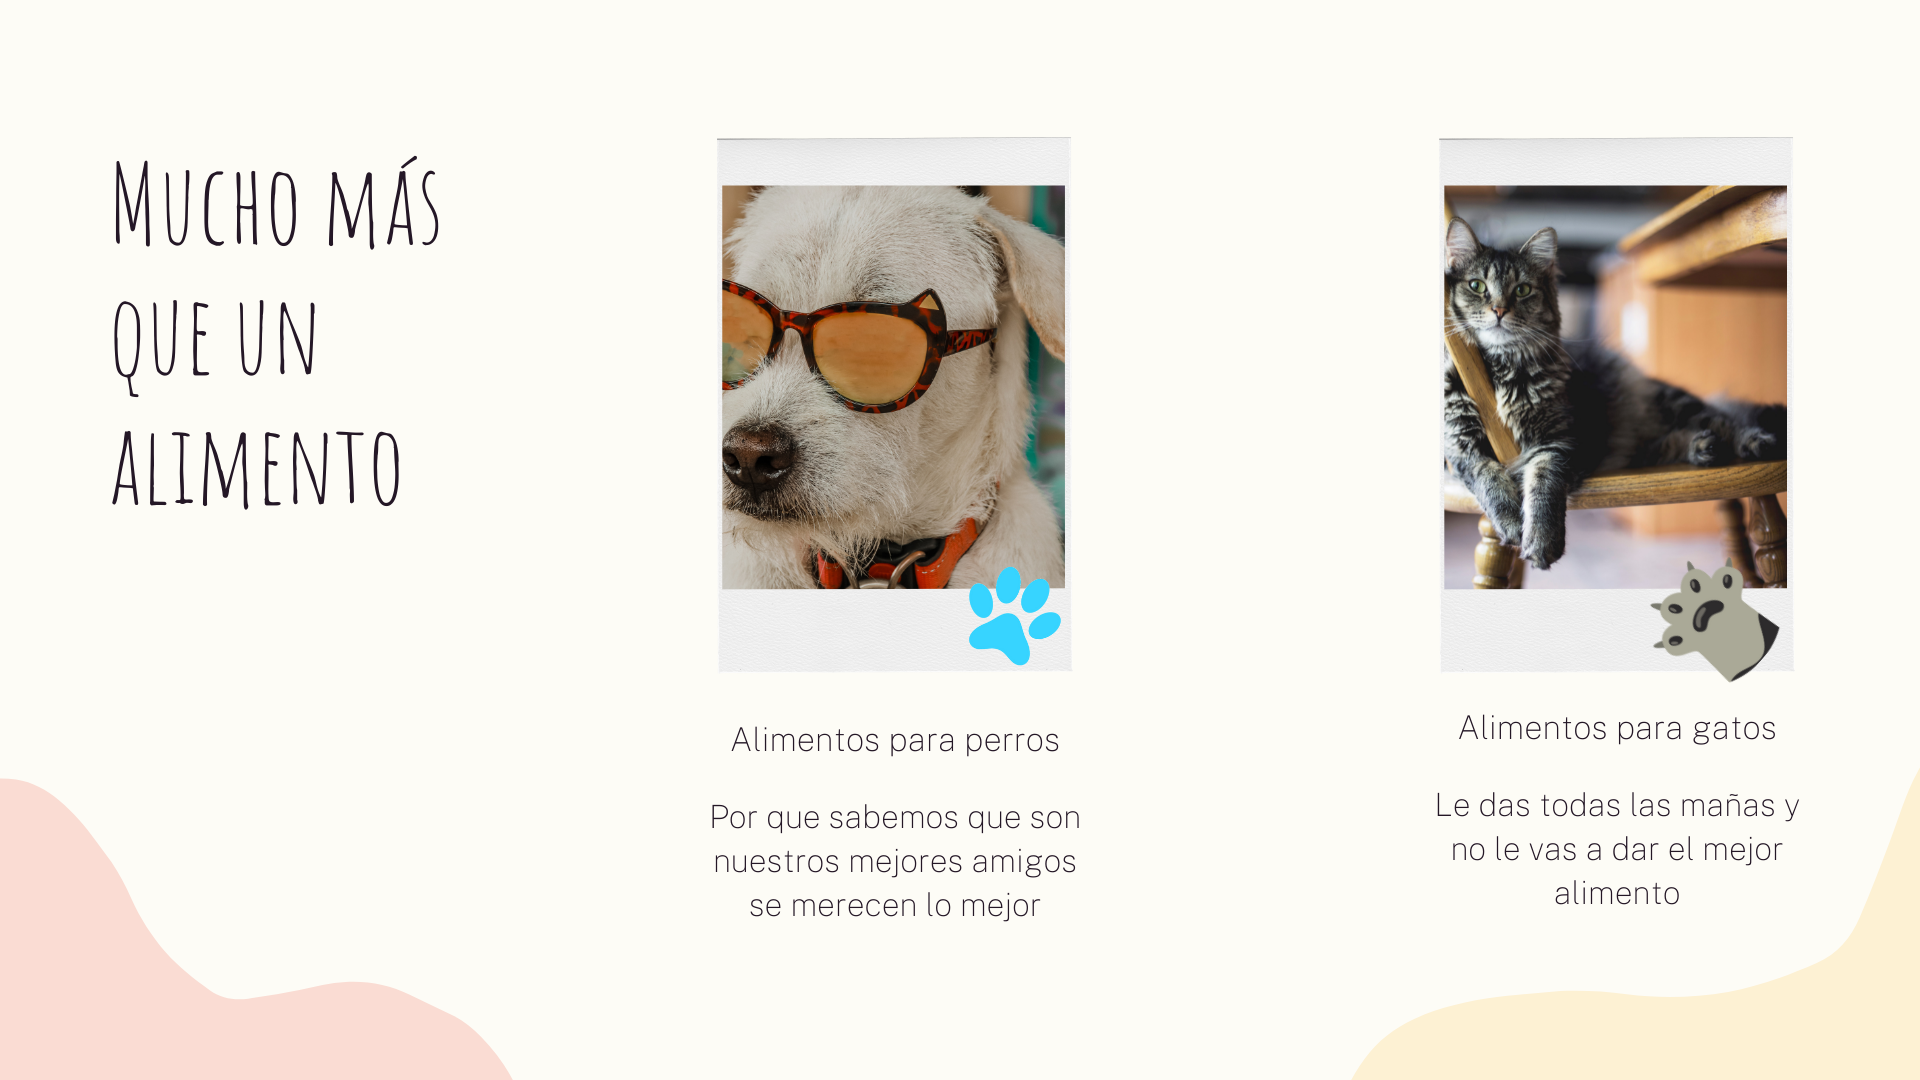 Mucho más
que un
alimento
Alimentos para perros
Por que sabemos que son
nuestros mejores amigos
se merecen lo mejor
Alimentos para gatos
Le das todas las mañas y
no le vas a dar el mejor
alimento